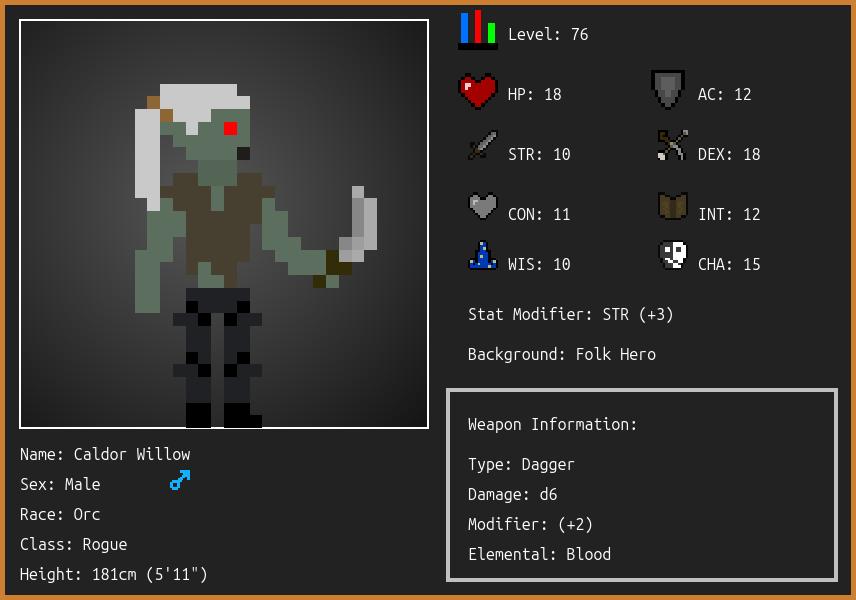 Level: 76
HP: 18
AC: 12
STR: 10
DEX: 18
CON: 11
INT: 12
WIS: 10
CHA: 15
Stat Modifier: STR (+3)
Background: Folk Hero
Weapon Information:
Type: Dagger
Damage: d6
Modifier: (+2)
Elemental: Blood
Name: Caldor Willow
Sex: Male
Race: Orc
Class: Rogue
Height: 181cm (5'11")